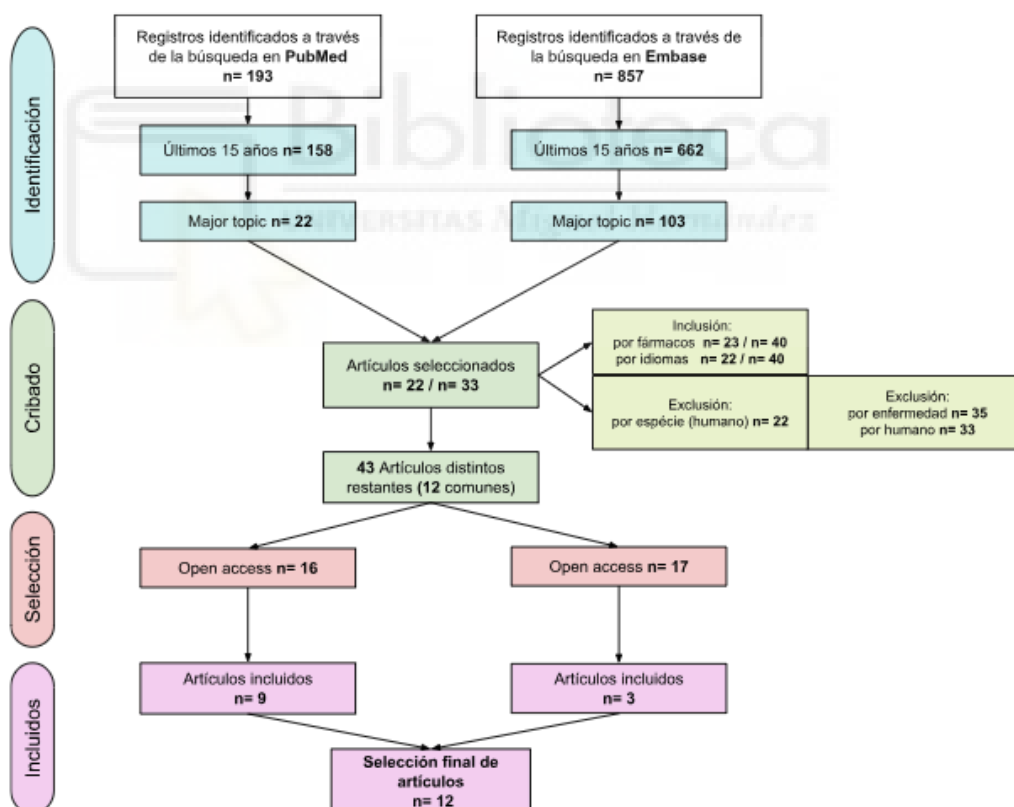 Identificación
Registros identificados a través
de la búsqueda en PubMed
n= 193
Registros identificados a través de
la búsqueda en Embase
n= 857
Últimos 15 años n= 158
Últimos 15 años n= 662
Major topic n= 22
Major topic n= 103
Biblioteca
UNIVERSITAS Miguel Hernández
Cribado
Artículos seleccionados
n= 22 / n= 33
Inclusión:
por fármacos n= 23 / n= 40
por idiomas n= 22 / n= 40
Exclusión:
por espécie (humano) n= 22
Exclusión:
por enfermedad n= 35
por humano n= 33
43 Artículos distintos
restantes (12 comunes)
Selección
Open access n= 16
Open access n= 17
Incluidos
Artículos incluidos
n= 9
Artículos incluidos
n= 3
Selección final de
artículos
n= 12